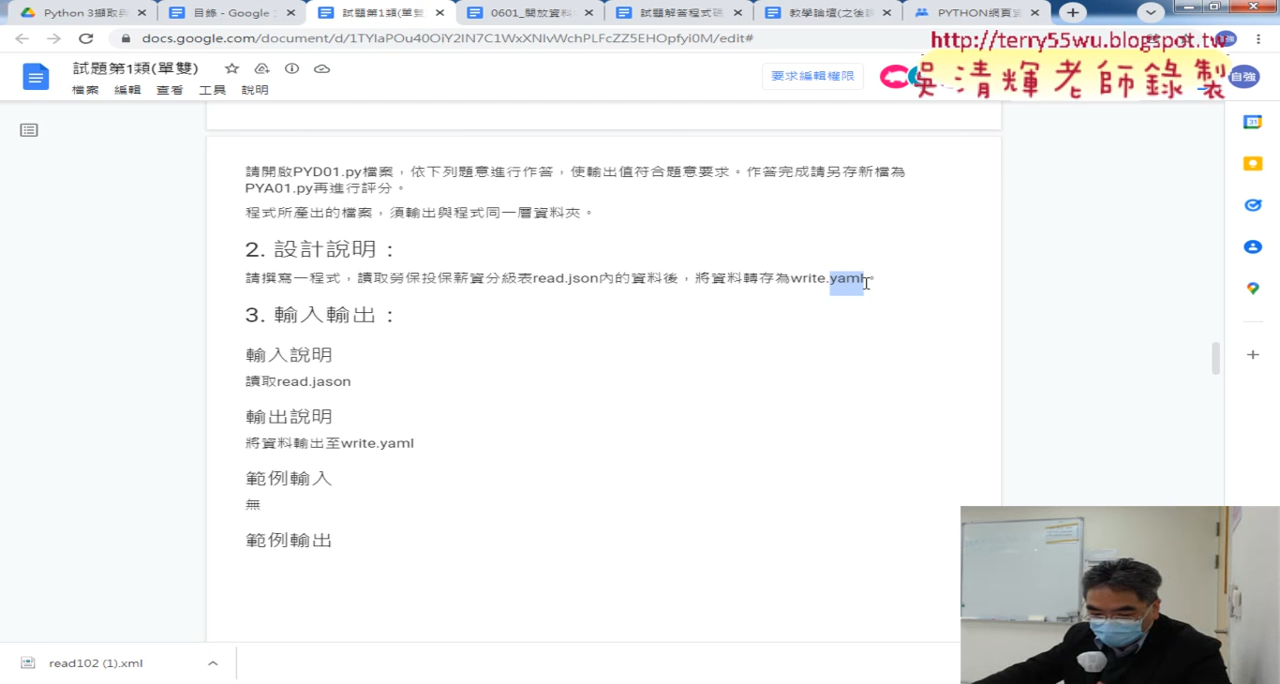 Python 3擷取與
目錄 - Google
試題第1類(單雙)
0601_開放資料
試題解答程式碼
教學論壇(之後請
PYTHON網頁
docs.google.com/document/d/1TYlaPOu40OiY2IN7C1WxXNIvWchPLFcZZ5EHOpfyi0M/edit#
http://terry55wu.blogspot.tw
吳清輝老師錄製
試題第1類(單雙)
要求編輯權限
自強
檔案 編輯 查看 工具 說明
請開啟PYD01.py檔案，依下列題意進行作答，使輸出值符合題意要求。作答完成請另存新檔為
PYA01.py再進行評分。
程式所產出的檔案，須輸出與程式同一層資料夾。
2. 設計說明：
請撰寫一程式，讀取勞保投保薪資分級表read.json內的資料後，將資料轉存為write.yaml。
3. 輸入輸出：
輸入說明
讀取read.jason
輸出說明
將資料輸出至write.yaml
範例輸入
無
範例輸出
read102 (1).xml